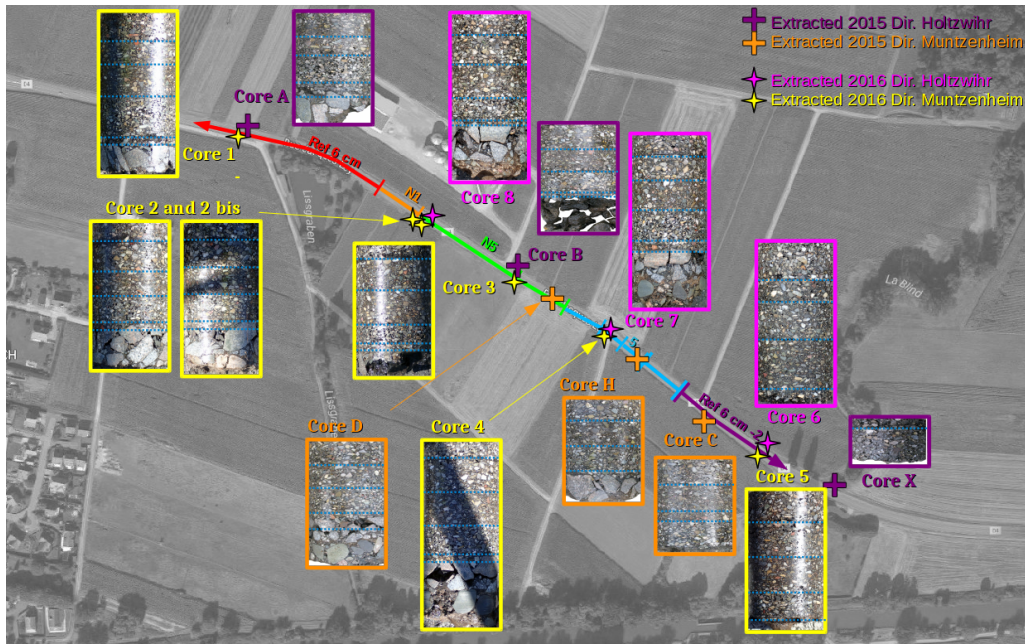 Extracted 2015 Dir. Holtzwihr
Extracted 2015 Dir. Muntzenheim
Extracted 2016 Dir. Holtzwihr
Extracted 2016 Dir. Muntzenheim
Core A
Core 1
Ref 6 cm
Lissgraben
Core 8
Core 2 and 2 bis
N1
N3
Core B
Core 3
Core 7
La Blind
Core H
Core 6
Ref 6 cm -2
Core D
Core 4
Core C
Core 5
Core X